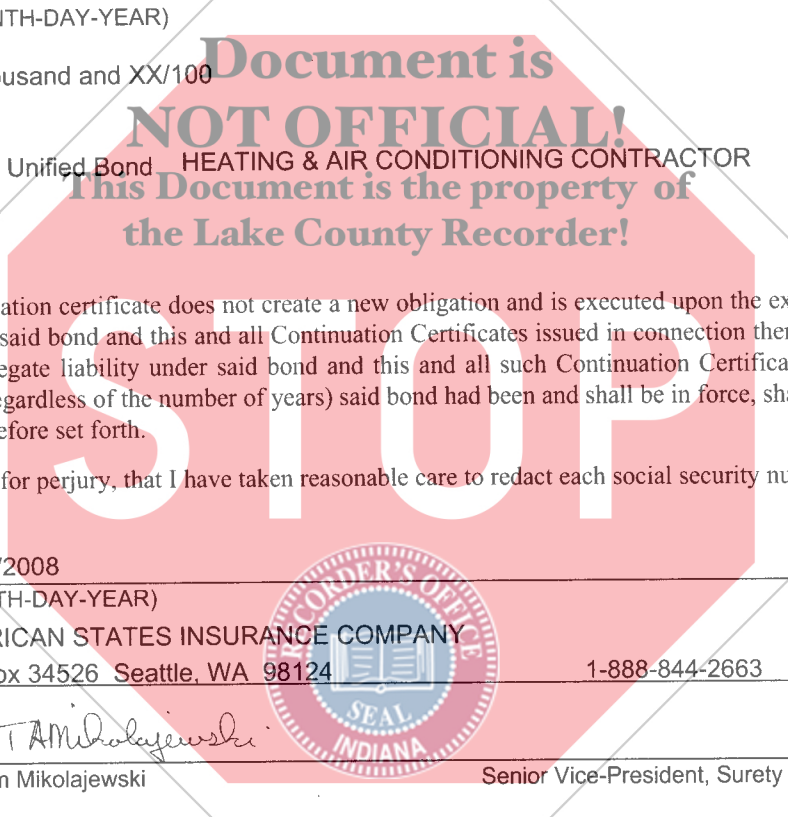 NTH-DAY-YEAR)
Document is
ousand and XX/100
NOT OFFICIAL!
Unified Bond HEATING & AIR CONDITIONING CONTRACTOR
This Document is the property of
the Lake County Recorder!
ation certificate does not create a new obligation and is executed upon the ex
said bond and this and all Continuation Certificates issued in connection ther
egate liability under said bond and this and all such Continuation Certifica
egardless of the number of years) said bond had been and shall be in force, sha
efore set forth.
STOP
for perjury, that I have taken reasonable care to redact each social security nu
/2008
TH-DAY-YEAR)
RICAN STATES INSURANCE COMPANY
ox 34526 Seattle, WA 98124 1-888-844-2663
RECORDER'S OFFICE
SEAL
INDIANA
TAMikolajewski
m Mikolajewski Senior Vice-President, Surety